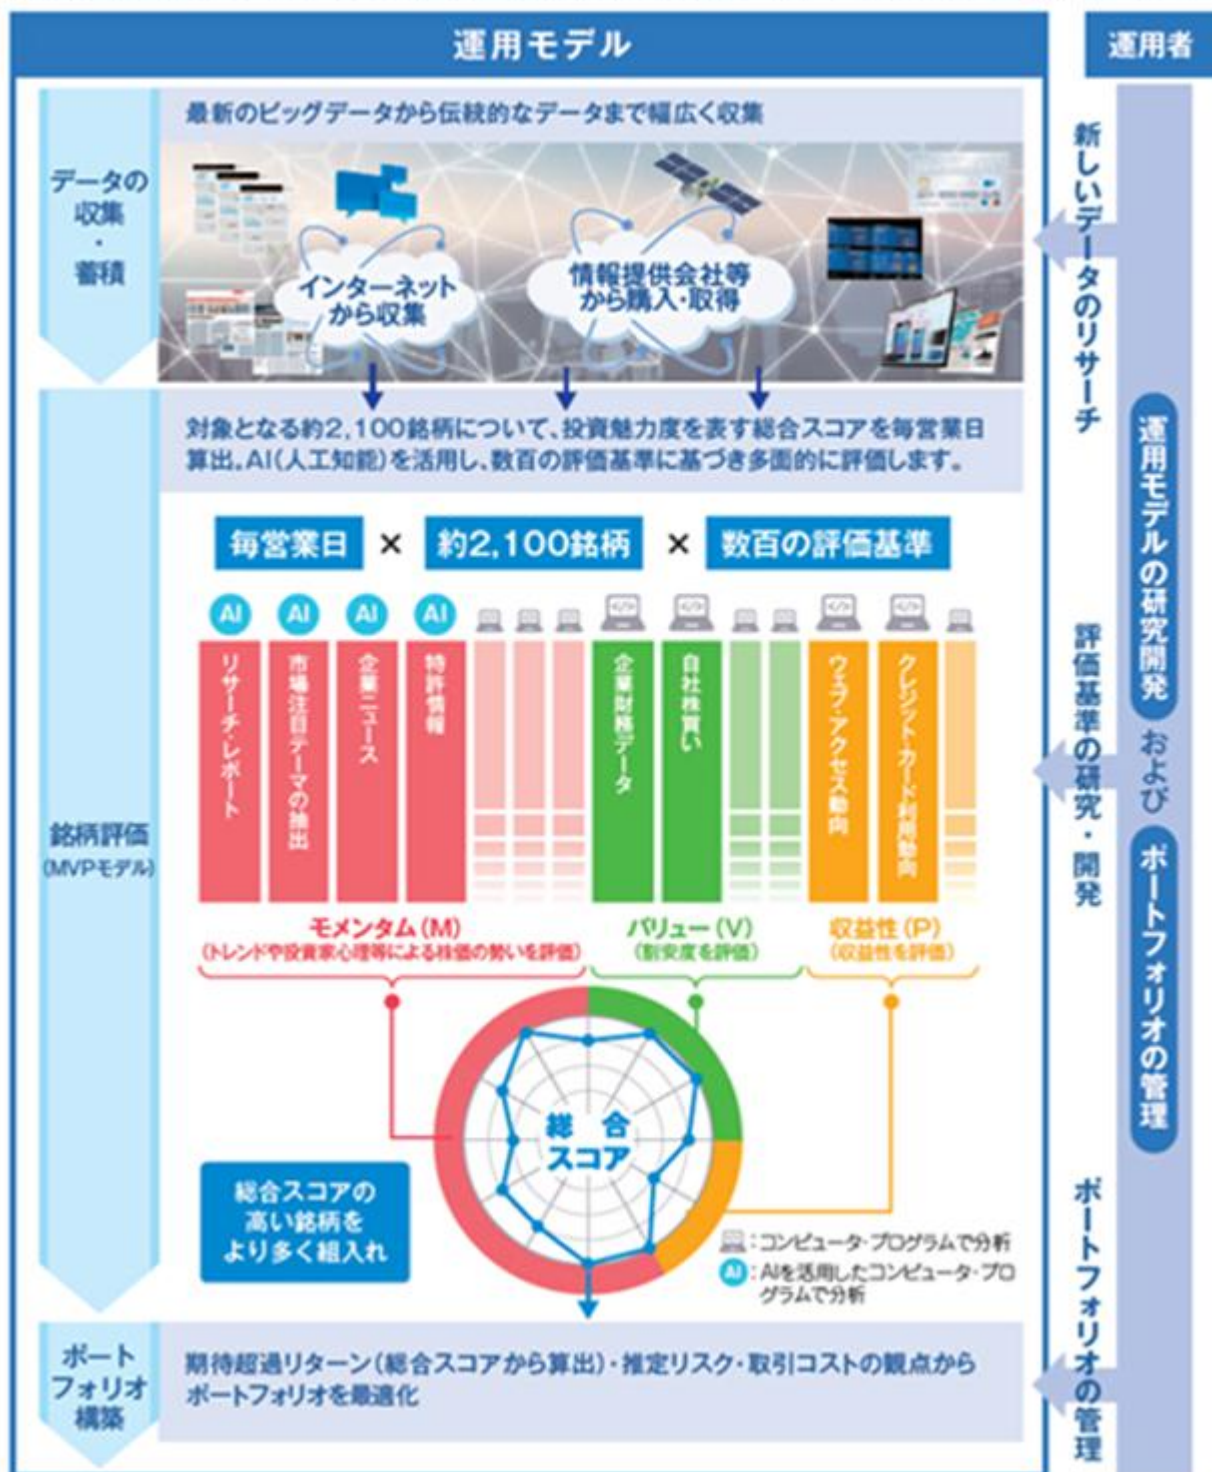 運用モデル
運用者
データの
収集
・
蓄積
最新のビッグデータから伝統的なデータまで幅広く収集
インターネット
から収集
情報提供会社等
から購入・取得
新しいデータのリサーチ
銘柄評価
(MVPモデル)
対象となる約2,100銘柄について、投資魅力度を表す総合スコアを毎営業日
算出。AI(人工知能)を活用し、数百の評価基準に基づき多面的に評価します。
毎営業日 × 約2,100銘柄 × 数百の評価基準
AI AI AI AI
リサーチ・レポート
市場注目テーマの抽出
企業ニュース
特許情報
企業財務データ
自社株買い
ウェブ・アクセス動向
クレジット・カード利用動向
モメンタム(M)
(トレンドや投資家心理等による株価の勢いを評価)
バリュー(V)
(割安度を評価)
収益性(P)
(収益性を評価)
評価基準の研究・開発
運用モデルの研究開発
および
ポートフォリオの管理
総合
スコア
総合スコアの
高い銘柄を
より多く組入れ
:コンピュータ・プログラムで分析
AI:AIを活用したコンピュータ・プロ
グラムで分析
ポート
フォリオ
構築
期待超過リターン(総合スコアから算出)・推定リスク・取引コストの観点から
ポートフォリオを最適化
ポートフォリオの管理